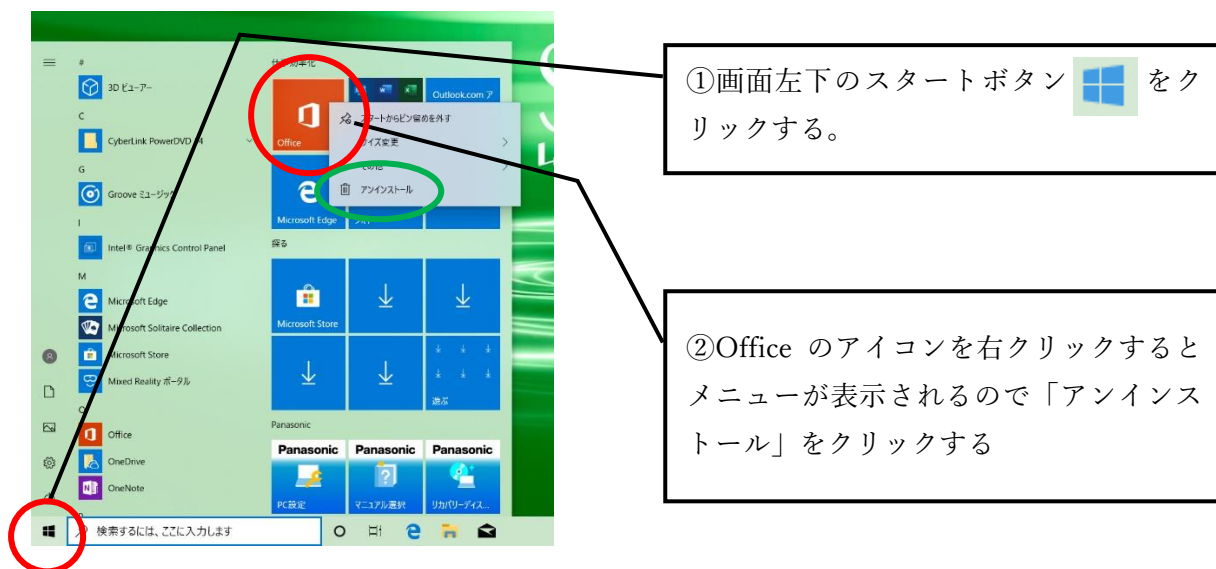 ①画面左下のスタートボタン をク
リックする。
②Office のアイコンを右クリックすると
メニューが表示されるので「アンインス
トール」をクリックする
#
3D ビューアー
C
CyberLink PowerDVD
G
Groove ミュージック
I
Intel® Graphics Control Panel
M
Microsoft Edge
Microsoft Solitaire Collection
Microsoft Store
Mixed Reality ポータル
Office
OneDrive
OneNote
検索するには、ここに入力します
Office
Outlook.com ア
スタートからピン留めを外す
サイズ変更
その他
アンインストール
Microsoft Edge
探る
Microsoft Store
遊ぶ
Panasonic
Panasonic
Panasonic
Panasonic
PC設定
マニュアル選択
リカバリーディス...